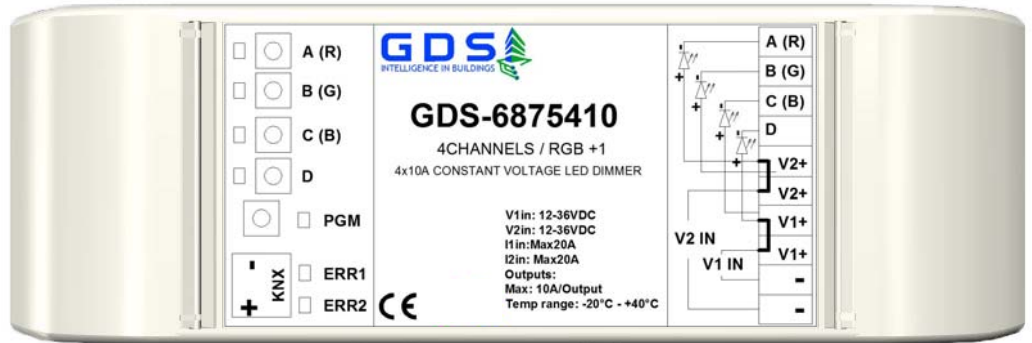 A (R)
B (G)
C (B)
D
PGM
-
+
KNX
ERR1
ERR2
GDS
INTELLIGENCE IN BUILDINGS
GDS-6875410
4CHANNELS / RGB +1
4x10A CONSTANT VOLTAGE LED DIMMER
V1in: 12-36VDC
V2in: 12-36VDC
I1in:Max20A
I2in: Max20A
Outputs:
Max: 10A/Output
Temp range: -20°C - +40°C
CE
- A (R)
+ B (G)
- C (B)
+ D
- V2+
+ V2+
- V1+
+ V1+
V2 IN
V1 IN
-
-